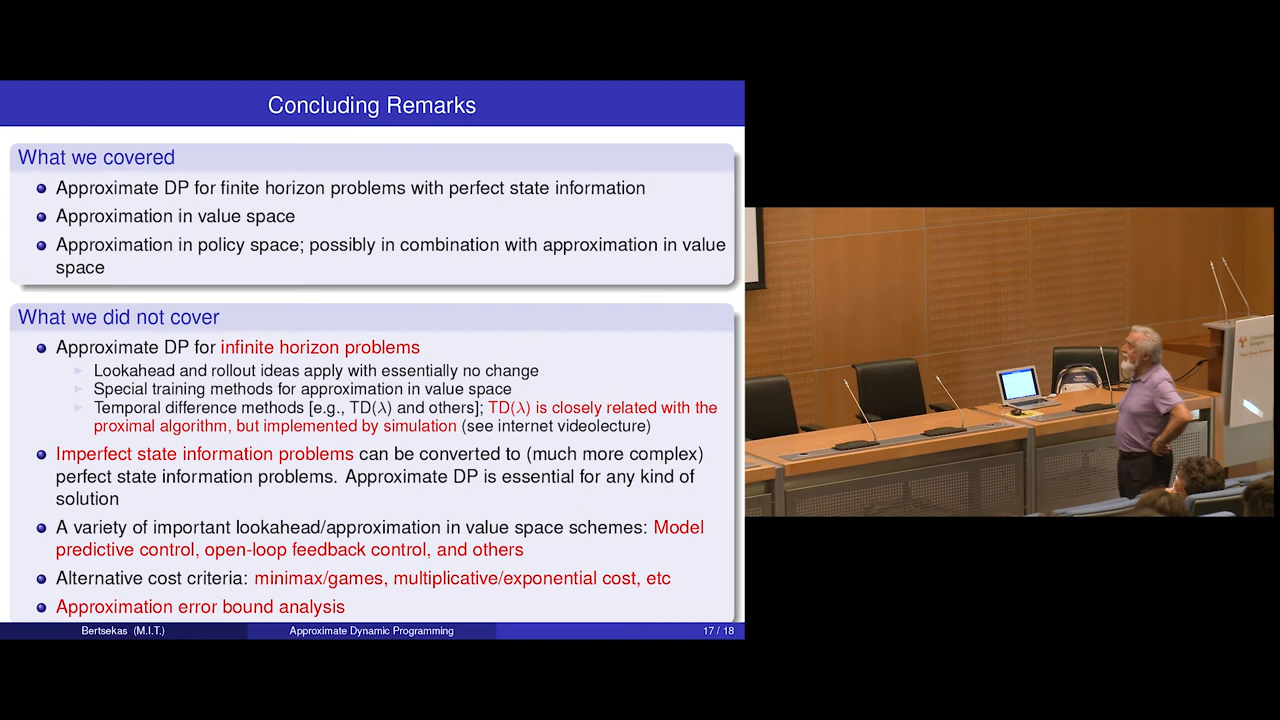 Concluding Remarks
What we covered
Approximate DP for finite horizon problems with perfect state information
Approximation in value space
Approximation in policy space; possibly in combination with approximation in value
space
What we did not cover
Approximate DP for infinite horizon problems
Lookahead and rollout ideas apply with essentially no change
Special training methods for approximation in value space
Temporal difference methods [e.g., TD(λ) and others]; TD(λ) is closely related with the
proximal algorithm, but implemented by simulation (see internet videolecture)
Imperfect state information problems can be converted to (much more complex)
perfect state information problems. Approximate DP is essential for any kind of
solution
A variety of important lookahead/approximation in value space schemes: Model
predictive control, open-loop feedback control, and others
Alternative cost criteria: minimax/games, multiplicative/exponential cost, etc
Approximation error bound analysis
Bertsekas (M.I.T.)
Approximate Dynamic Programming
17 / 18